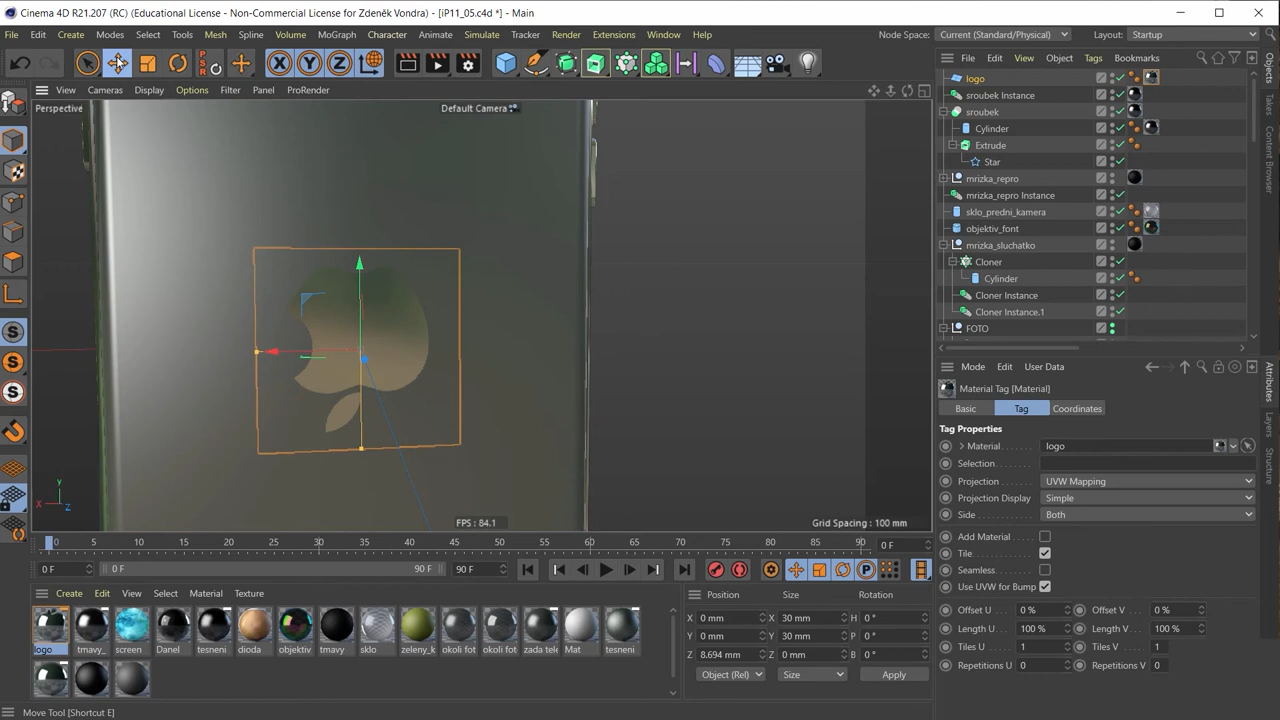 Cinema 4D R21.207 (RC) (Educational License - Non-Commercial License for Zdeněk Vondra) - [iP11_05.c4d *] - Main
File Edit Create Modes Select Tools Mesh Spline Volume MoGraph Character Animate Simulate Tracker Render Extensions Window Help Node Space: Current (Standard/Physical) Layout: Startup
PSR 0 X Y Z
File Edit View Object Tags Bookmarks
View Cameras Display Options Filter Panel ProRender
Perspective Default Camera
logo
sroubek Instance
sroubek
Cylinder
Extrude
Star
mrizka_repro
mrizka_repro Instance
sklo_predni_kamera
objektiv_font
mrizka_sluchatko
Cloner
Cylinder
Cloner Instance
Cloner Instance.1
FOTO
Objects
Takes
Content Browser
Attributes
Layers
Structure
Mode Edit User Data
Material Tag [Material]
Basic Tag Coordinates
Tag Properties
Material logo
Selection
Projection UVW Mapping
Projection Display Simple
Side Both
Add Material
Tile
Seamless
Use UVW for Bump
Offset U 0 % Offset V 0 %
Length U 100 % Length V 100 %
Tiles U 1 Tiles V 1
Repetitions U 0 Repetitions V 0
Y
X Z
FPS : 84.1 Grid Spacing : 100 mm
0 5 10 15 20 25 30 35 40 45 50 55 60 65 70 75 80 85 90 0 F
0 F 0 F 90 F 90 F P
Create Edit View Select Material Texture
logo tmavy_ screen Danel tesneni dioda objektiv tmavy sklo zeleny_k okoli fot okoli fot zada tele Mat tesneni
Position Size Rotation
X 0 mm X 30 mm H 0 °
Y 0 mm Y 30 mm P 0 °
Z 8.694 mm Z 0 mm B 0 °
Object (Rel) Size Apply
Move Tool [Shortcut E]